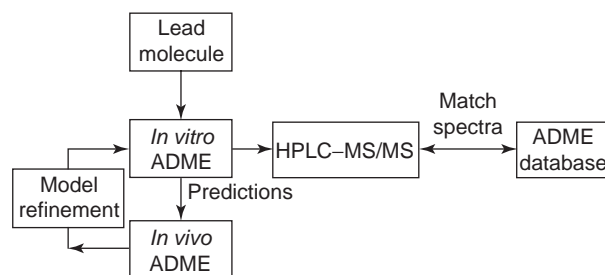 Lead
molecule
In vitro
ADME
HPLC–MS/MS
Match
spectra
ADME
database
Model
refinement
Predictions
In vivo
ADME